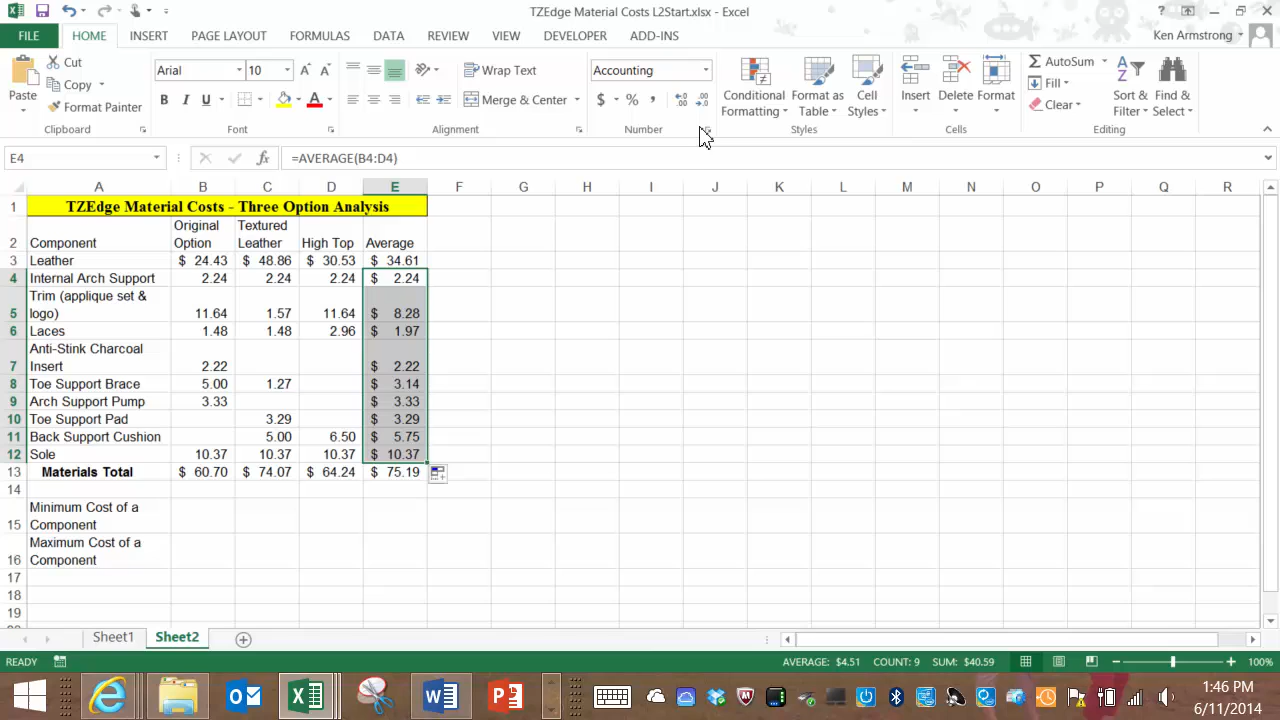 TZEdge Material Costs L2Start.xlsx - Excel
FILE HOME INSERT PAGE LAYOUT FORMULAS DATA REVIEW VIEW DEVELOPER ADD-INS Ken Armstrong
Paste
Cut
Copy
Format Painter
Clipboard
Arial 10
B I U
Font
Wrap Text
Merge & Center
Alignment
Accounting
$ % ,
Number
Conditional Formatting
Format as Table
Cell Styles
Styles
Insert Delete Format
Cells
AutoSum
Fill
Clear
Sort & Filter
Find & Select
Editing
E4 fx =AVERAGE(B4:D4)
A B C D E F G H I J K L M N O P Q R
1 TZEdge Material Costs - Three Option Analysis
2 Component Original Option Textured Leather High Top Average
3 Leather $ 24.43 $ 48.86 $ 30.53 $ 34.61
4 Internal Arch Support 2.24 2.24 2.24 $ 2.24
5 Trim (applique set & logo) 11.64 1.57 11.64 $ 8.28
6 Laces 1.48 1.48 2.96 $ 1.97
7 Anti-Stink Charcoal Insert 2.22 $ 2.22
8 Toe Support Brace 5.00 1.27 $ 3.14
9 Arch Support Pump 3.33 $ 3.33
10 Toe Support Pad 3.29 $ 3.29
11 Back Support Cushion 5.00 6.50 $ 5.75
12 Sole 10.37 10.37 10.37 $ 10.37
13 Materials Total $ 60.70 $ 74.07 $ 64.24 $ 75.19
14
15 Minimum Cost of a Component
16 Maximum Cost of a Component
17
18
19
Sheet1 Sheet2
READY AVERAGE: $4.51 COUNT: 9 SUM: $40.59 100%
1:46 PM
6/11/2014